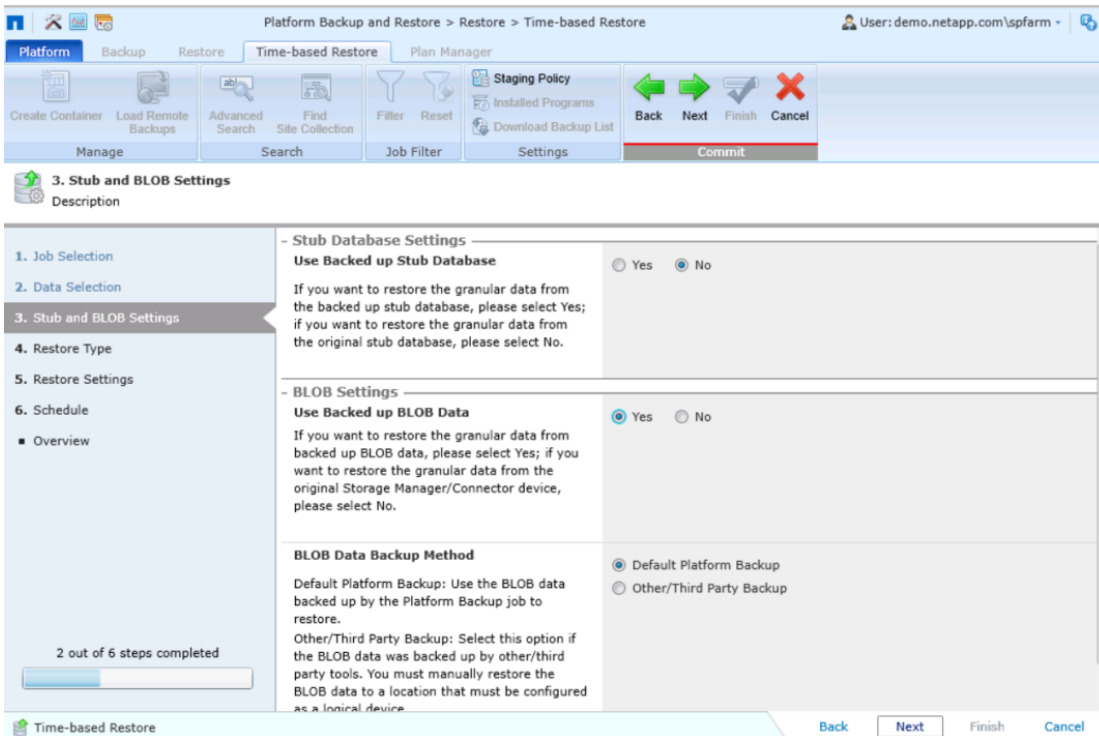 Platform Backup and Restore > Restore > Time-based Restore
User: demo.netapp.com\spfarm
Platform Backup Restore Time-based Restore Plan Manager
Create Container
Load Remote
Backups
Advanced
Search
Find
Site Collection
Filter
Reset
Staging Policy
Installed Programs
Download Backup List
Back
Next
Finish
Cancel
Manage
Search
Job Filter
Settings
Commit
3. Stub and BLOB Settings
Description
1. Job Selection
2. Data Selection
3. Stub and BLOB Settings
4. Restore Type
5. Restore Settings
6. Schedule
Overview
2 out of 6 steps completed
- Stub Database Settings
Use Backed up Stub Database
If you want to restore the granular data from
the backed up stub database, please select Yes;
if you want to restore the granular data from
the original stub database, please select No.
Yes No
- BLOB Settings
Use Backed up BLOB Data
If you want to restore the granular data from
backed up BLOB data, please select Yes; if you
want to restore the granular data from the
original Storage Manager/Connector device,
please select No.
Yes No
BLOB Data Backup Method
Default Platform Backup: Use the BLOB data
backed up by the Platform Backup job to
restore.
Other/Third Party Backup: Select this option if
the BLOB data was backed up by other/third
party tools. You must manually restore the
BLOB data to a location that must be configured
as a logical device.
Default Platform Backup
Other/Third Party Backup
Time-based Restore
Back Next Finish Cancel